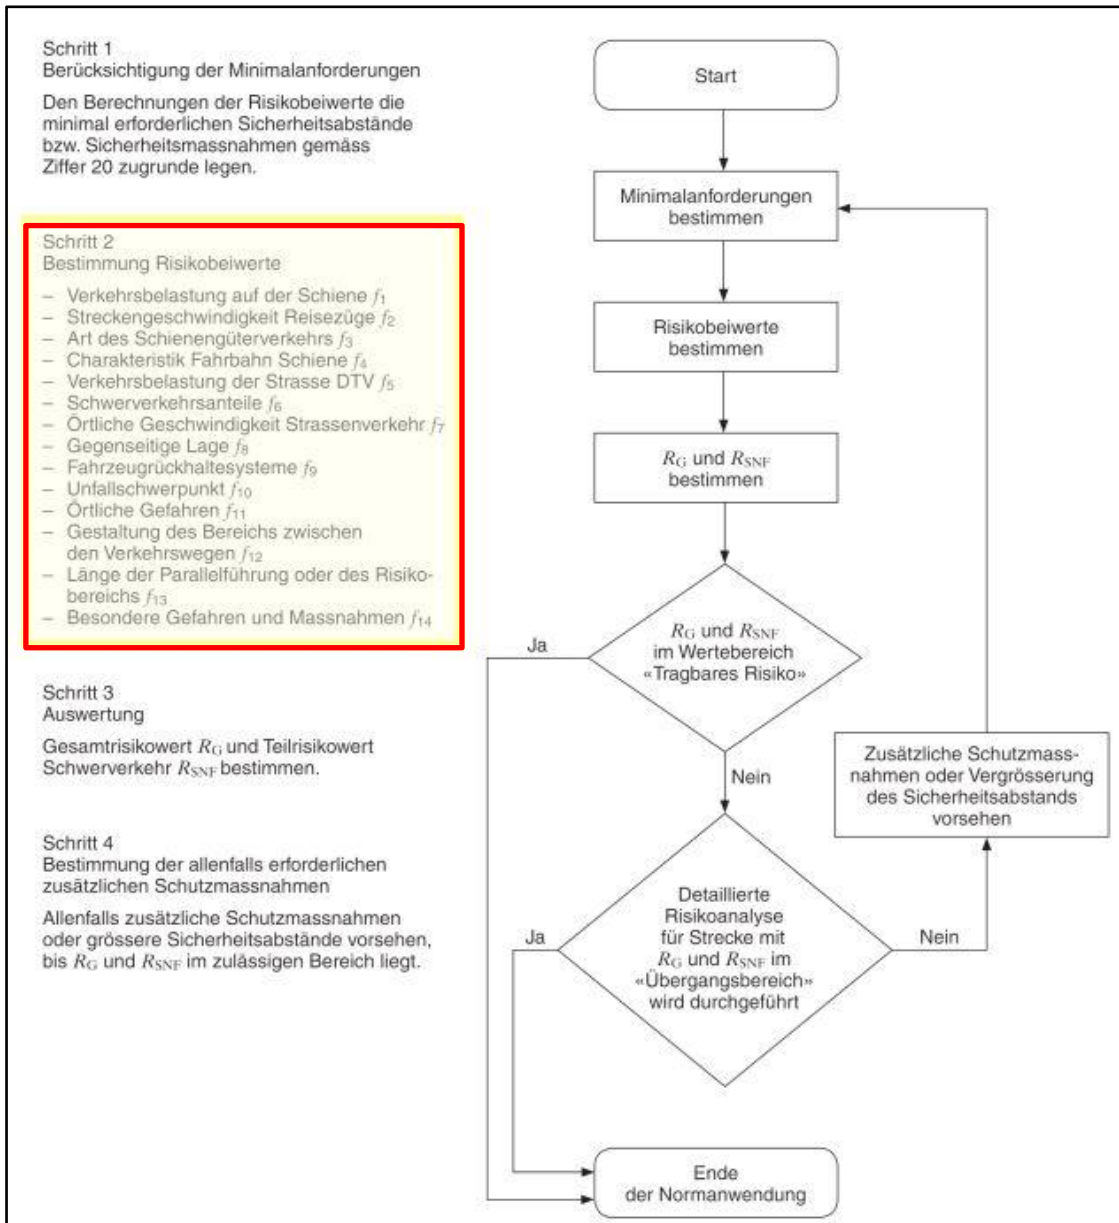 Schritt 1
Berücksichtigung der Minimalanforderungen
Den Berechnungen der Risikobeiwerte die
minimal erforderlichen Sicherheitsabstände
bzw. Sicherheitsmassnahmen gemäss
Ziffer 20 zugrunde legen.
Schritt 2
Bestimmung Risikobeiwerte
– Verkehrsbelastung auf der Schiene f1
– Streckengeschwindigkeit Reisezüge f2
– Art des Schienengüterverkehrs f3
– Charakteristik Fahrbahn Schiene f4
– Verkehrsbelastung der Strasse DTV f5
– Schwerverkehrsanteile f6
– Örtliche Geschwindigkeit Strassenverkehr f7
– Gegenseitige Lage f8
– Fahrzeugrückhaltesysteme f9
– Unfallschwerpunkt f10
– Örtliche Gefahren f11
– Gestaltung des Bereichs zwischen
den Verkehrswegen f12
– Länge der Parallelführung oder des Risiko-
bereichs f13
– Besondere Gefahren und Massnahmen f14
Schritt 3
Auswertung
Gesamtrisikowert RG und Teilrisikowert
Schwerverkehr RSNF bestimmen.
Schritt 4
Bestimmung der allenfalls erforderlichen
zusätzlichen Schutzmassnahmen
Allenfalls zusätzliche Schutzmassnahmen
oder grössere Sicherheitsabstände vorsehen,
bis RG und RSNF im zulässigen Bereich liegt.
Start
Minimalanforderungen
bestimmen
Risikobeiwerte
bestimmen
RG und RSNF
bestimmen
RG und RSNF
im Wertebereich
«Tragbares Risiko»
Ja
Nein
Zusätzliche Schutzmass-
nahmen oder Vergrösserung
des Sicherheitsabstands
vorsehen
Detaillierte
Risikoanalyse
für Strecke mit
RG und RSNF im
«Übergangsbereich»
wird durchgeführt
Ja
Nein
Ende
der Normanwendung